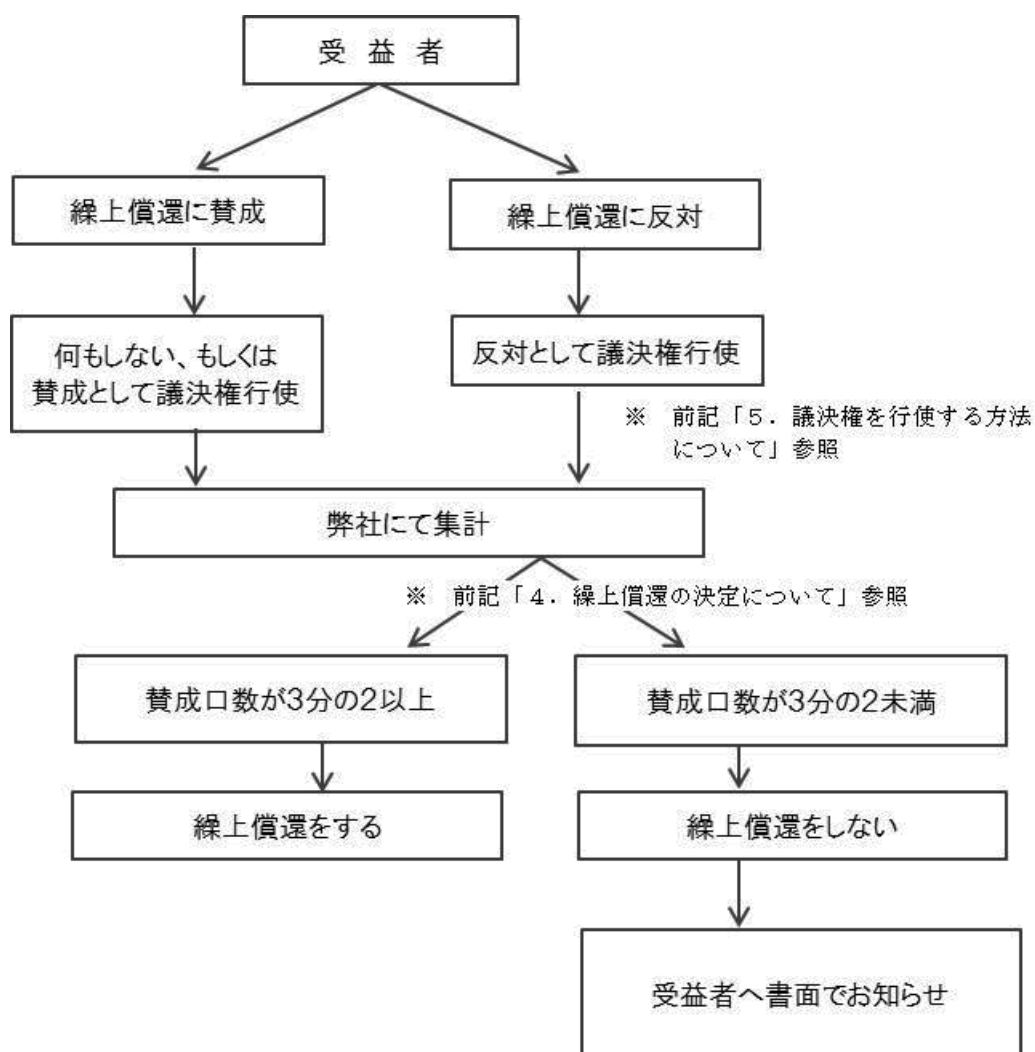 受 益 者
繰上償還に賛成
繰上償還に反対
何もしない、もしくは
賛成として議決権行使
反対として議決権行使
※ 前記「5. 議決権を行使する方法
について」参照
弊社にて集計
※ 前記「4. 繰上償還の決定について」参照
賛成口数が3分の2以上
賛成口数が3分の2未満
繰上償還をする
繰上償還をしない
受益者へ書面でお知らせ